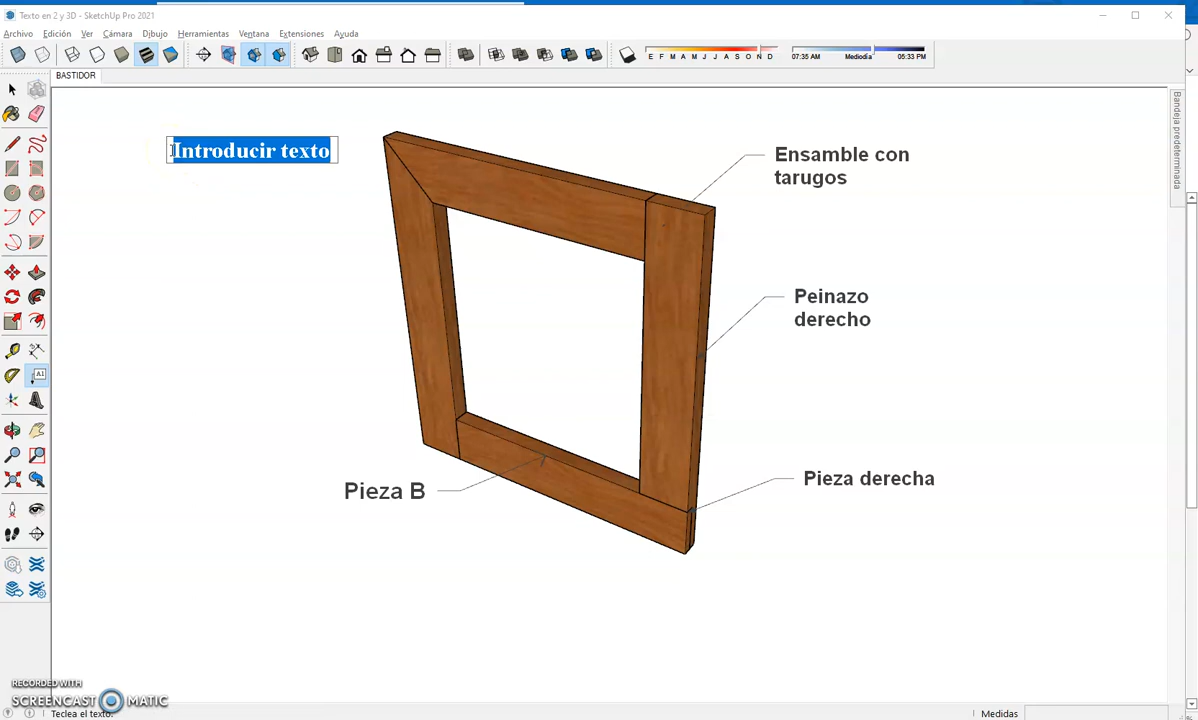 Texto en 2 y 3D - SketchUp Pro 2021
Archivo Edición Ver Cámara Dibujo Herramientas Ventana Extensiones Ayuda
E F M A M J J A S O N D
07:35 AM Mediodía 05:33 PM
BASTIDOR
Bandeja predeterminada
Introducir texto
Ensamble con
tarugos
Peinazo
derecho
Pieza derecha
Pieza B
RECORDED WITH
SCREENCAST MATIC
Teclea el texto.
Medidas